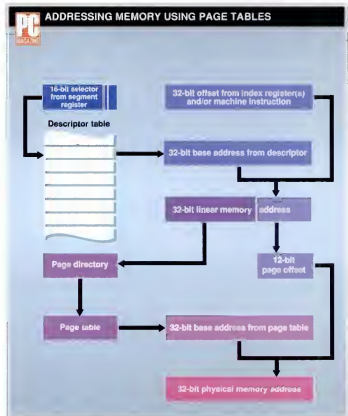 ADDRESSING MEMORY USING PAGE TABLES
PC
MAGAZINE
16-bit selector
from segment
register
32-bit offset from index register(s)
and/or machine instruction
Descriptor table
32-bit base address from descriptor
32-bit linear memory address
Page directory
12-bit
page offset
Page table
32-bit base address from page table
32-bit physical memory address